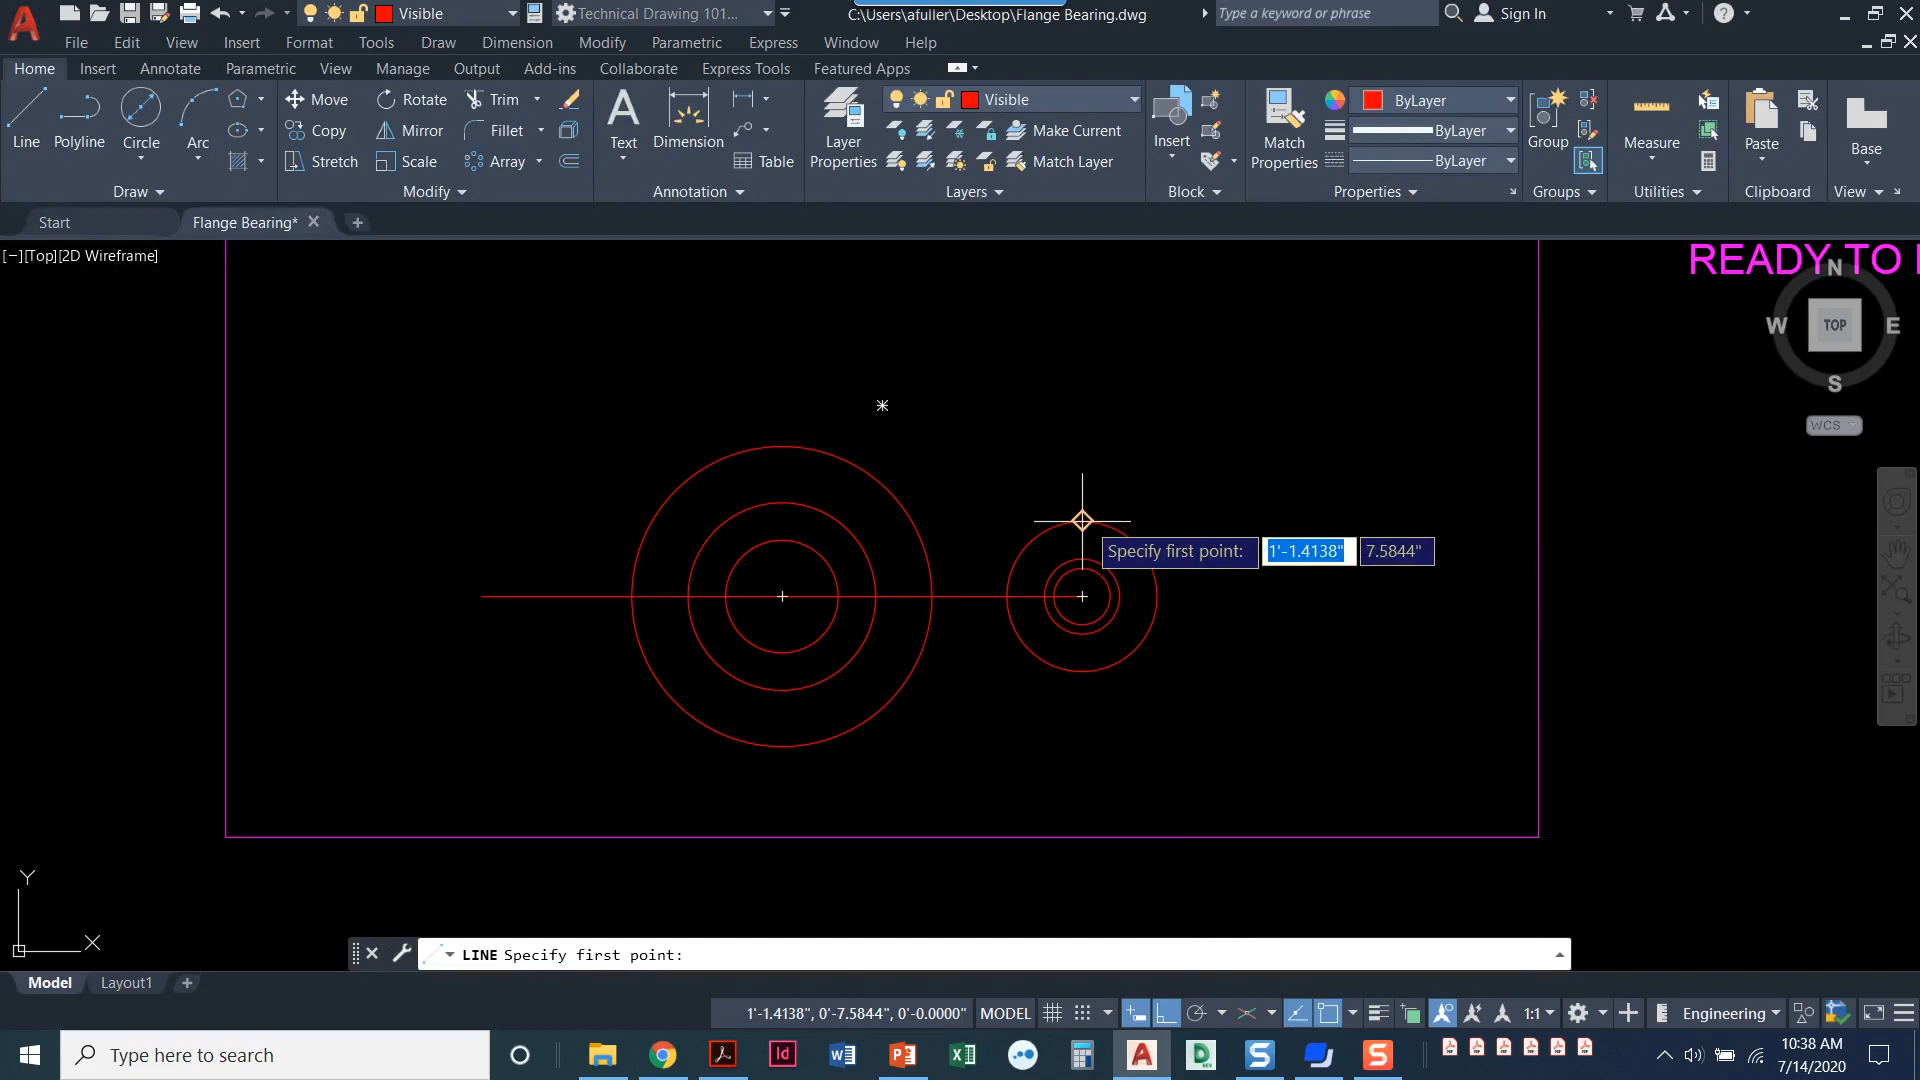 Visible
Technical Drawing 101...
C:\Users\afuller\Desktop\Flange Bearing.dwg
Type a keyword or phrase
Sign In
File Edit View Insert Format Tools Draw Dimension Modify Parametric Express Window Help
Home Insert Annotate Parametric View Manage Output Add-ins Collaborate Express Tools Featured Apps
Line Polyline Circle Arc
Move Rotate Trim
Copy Mirror Fillet
Stretch Scale Array
Text Dimension Table
Layer Properties
Visible
Make Current
Match Layer
Insert
Match Properties
ByLayer
ByLayer
ByLayer
Group
Measure
Paste
Base
Draw Modify Annotation Layers Block Properties Groups Utilities Clipboard View
Start Flange Bearing*
[−][Top][2D Wireframe]
READY TO
N
W TOP E
S
WCS
Specify first point: 1'-1.4138" 7.5844"
Y
X
LINE Specify first point:
Model Layout1
1'-1.4138", 0'-7.5844", 0'-0.0000" MODEL 1:1 Engineering
Type here to search
10:38 AM
7/14/2020